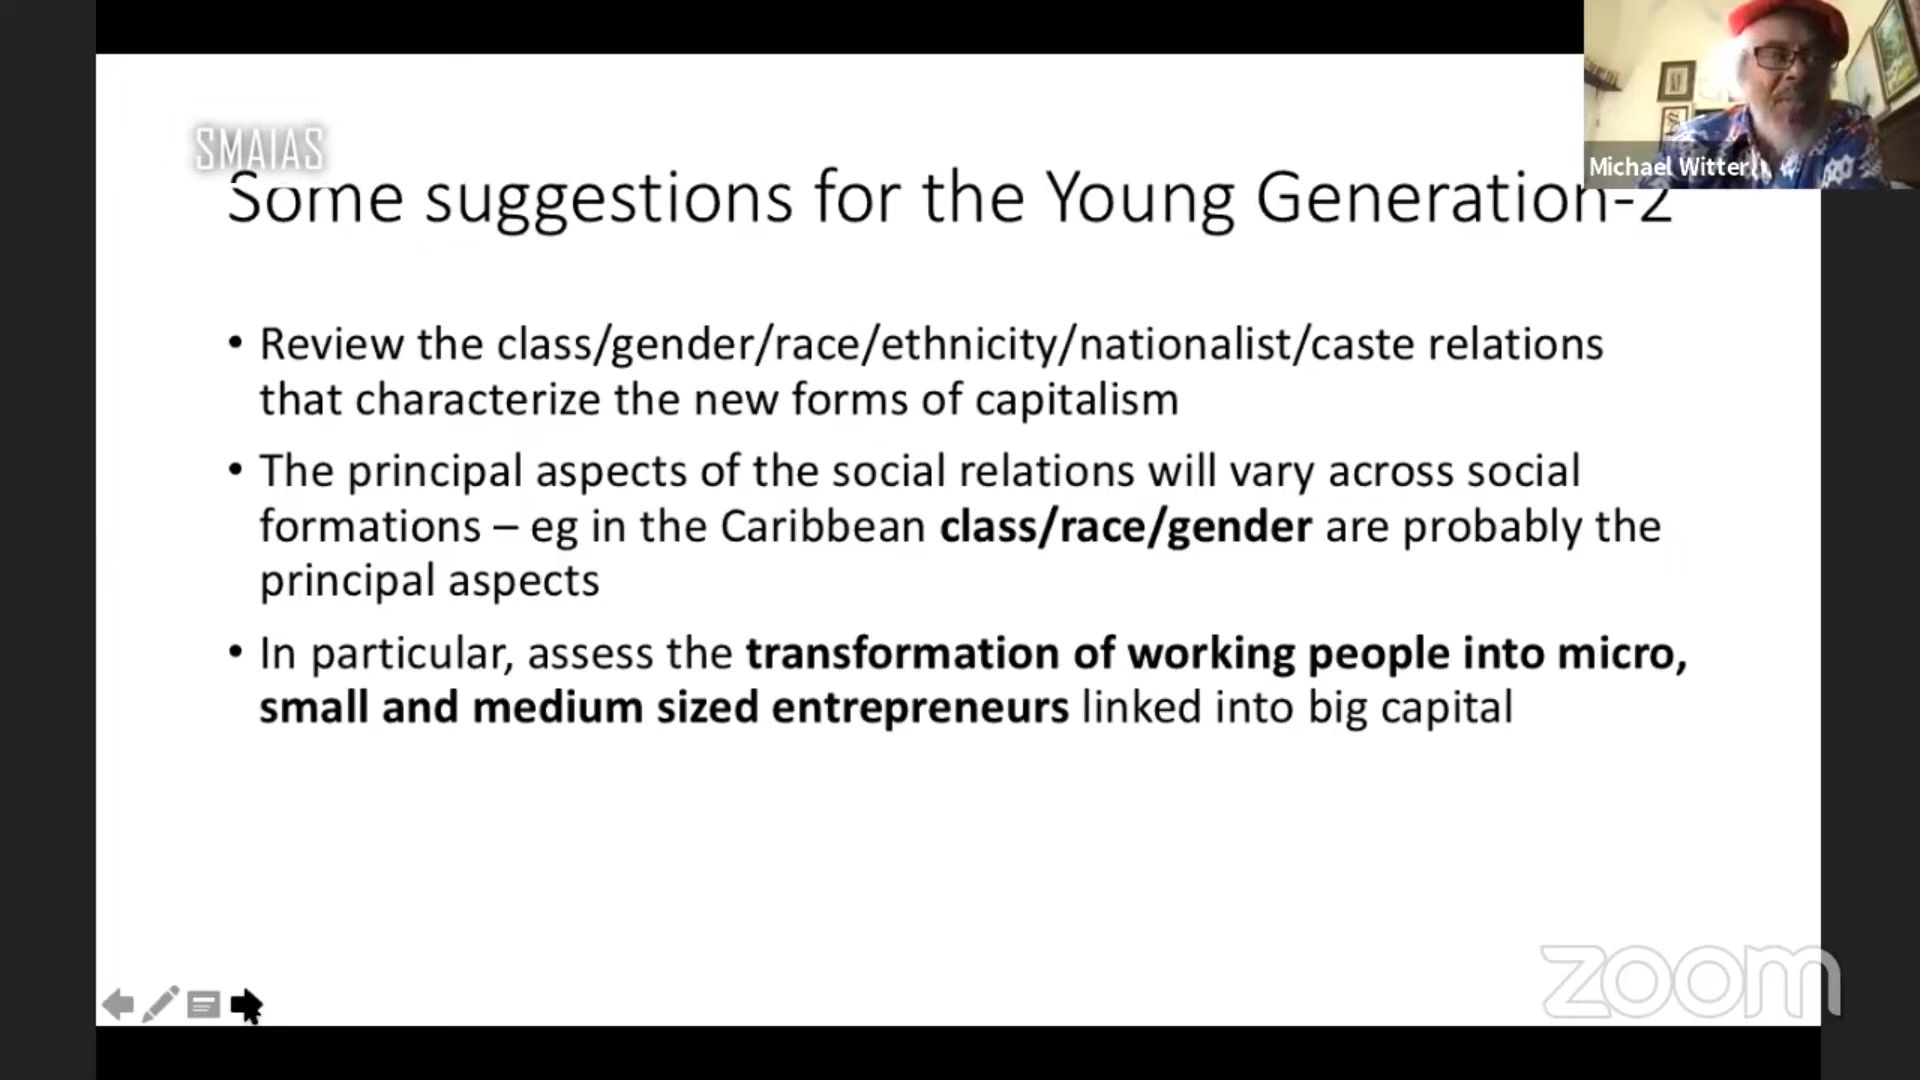 SMAIAS
Michael Witter
Some suggestions for the Young Generation-2
• Review the class/gender/race/ethnicity/nationalist/caste relations
that characterize the new forms of capitalism
• The principal aspects of the social relations will vary across social
formations – eg in the Caribbean class/race/gender are probably the
principal aspects
• In particular, assess the transformation of working people into micro,
small and medium sized entrepreneurs linked into big capital
zoom